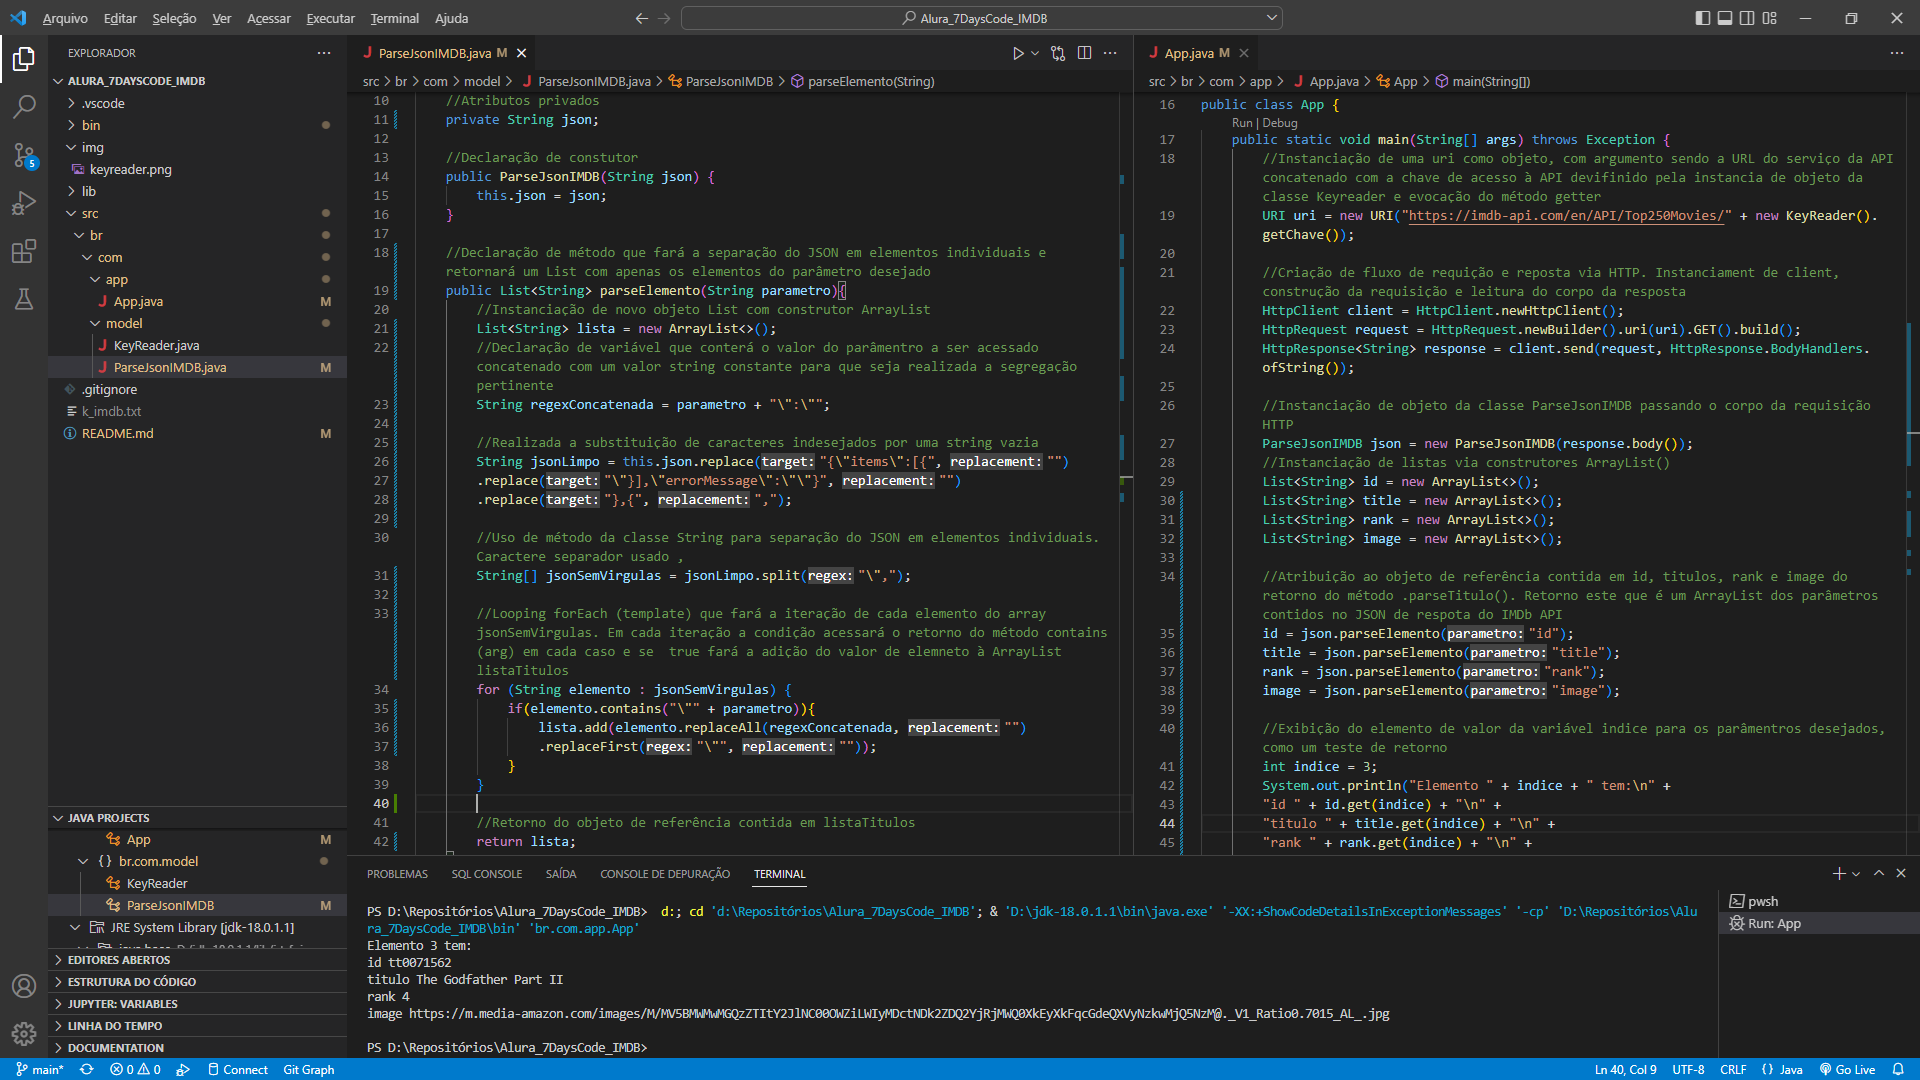 Arquivo Editar Seleção Ver Acessar Executar Terminal Ajuda
Alura_7DaysCode_IMDB
EXPLORADOR
ALURA_7DAYSCODE_IMDB
.vscode
bin
img
keyreader.png
lib
src
br
com
app
App.java M
model
KeyReader.java
ParseJsonIMDB.java M
.gitignore
k_imdb.txt
README.md M
JAVA PROJECTS
App M
br.com.model
KeyReader
ParseJsonIMDB M
JRE System Library [jdk-18.0.1.1]
EDITORES ABERTOS
ESTRUTURA DO CÓDIGO
JUPYTER: VARIABLES
LINHA DO TEMPO
DOCUMENTATION
5
ParseJsonIMDB.java M
src > br > com > model > ParseJsonIMDB.java > ParseJsonIMDB > parseElemento(String)
10 //Atributos privados
11 private String json;
12
13 //Declaração de constutor
14 public ParseJsonIMDB(String json) {
15 this.json = json;
16 }
17
18 //Declaração de método que fará a separação do JSON em elementos individuais e
retornará um List com apenas os elementos do parâmetro desejado
19 public List<String> parseElemento(String parametro){
20 //Instanciação de novo objeto List com construtor ArrayList
21 List<String> lista = new ArrayList<>();
22 //Declaração de variável que conterá o valor do parâmentro a ser acessado
concatenado com um valor string constante para que seja realizada a segregação
pertinente
23 String regexConcatenada = parametro + "\":\"";
24
25 //Realizada a substituição de caracteres indesejados por uma string vazia
26 String jsonLimpo = this.json.replace(target: "{\"items\":[{", replacement: "")
27 .replace(target: "\"}],\"errorMessage\":\"\"}", replacement: "")
28 .replace(target: "},{", replacement: ",");
29
30 //Uso de método da classe String para separação do JSON em elementos individuais.
Caractere separador usado ,
31 String[] jsonSemVirgulas = jsonLimpo.split(regex: "\",");
32
33 //Looping forEach (template) que fará a iteração de cada elemento do array
jsonSemVirgulas. Em cada iteração a condição acessará o retorno do método contains
(arg) em cada caso e se  true fará a adição do valor de elemneto à ArrayList
listaTitulos
34 for (String elemento : jsonSemVirgulas) {
35 if(elemento.contains("\"" + parametro)){
36 lista.add(elemento.replaceAll(regexConcatenada, replacement: "")
37 .replaceFirst(regex: "\"", replacement: ""));
38 }
39 }
40
41 //Retorno do objeto de referência contida em listaTitulos
42 return lista;
App.java M
src > br > com > app > App.java > App > main(String[])
16 public class App {
Run | Debug
17 public static void main(String[] args) throws Exception {
18 //Instanciação de uma uri como objeto, com argumento sendo a URL do serviço da API
concatenado com a chave de acesso à API devifinido pela instancia de objeto da
classe Keyreader e evocação do método getter
19 URI uri = new URI("https://imdb-api.com/en/API/Top250Movies/" + new KeyReader().
getChave());
20
21 //Criação de fluxo de requição e reposta via HTTP. Instanciament de client,
construção da requisição e leitura do corpo da resposta
22 HttpClient client = HttpClient.newHttpClient();
23 HttpRequest request = HttpRequest.newBuilder().uri(uri).GET().build();
24 HttpResponse<String> response = client.send(request, HttpResponse.BodyHandlers.
ofString());
25
26 //Instanciação de objeto da classe ParseJsonIMDB passando o corpo da requisição
HTTP
27 ParseJsonIMDB json = new ParseJsonIMDB(response.body());
28 //Instanciação de listas via construtores ArrayList()
29 List<String> id = new ArrayList<>();
30 List<String> title = new ArrayList<>();
31 List<String> rank = new ArrayList<>();
32 List<String> image = new ArrayList<>();
33
34 //Atribuição ao objeto de referência contida em id, titulos, rank e image do
retorno do método .parseTitulo(). Retorno este que é um ArrayList dos parâmetros
contidos no JSON de respota do IMDb API
35 id = json.parseElemento(parametro: "id");
36 title = json.parseElemento(parametro: "title");
37 rank = json.parseElemento(parametro: "rank");
38 image = json.parseElemento(parametro: "image");
39
40 //Exibição do elemento de valor da variável indice para os parâmentros desejados,
como um teste de retorno
41 int indice = 3;
42 System.out.println("Elemento " + indice + " tem:\n" +
43 "id " + id.get(indice) + "\n" +
44 "titulo " + title.get(indice) + "\n" +
45 "rank " + rank.get(indice) + "\n" +
PROBLEMAS SQL CONSOLE SAÍDA CONSOLE DE DEPURAÇÃO TERMINAL
PS D:\Repositórios\Alura_7DaysCode_IMDB>  d:; cd 'd:\Repositórios\Alura_7DaysCode_IMDB'; & 'D:\jdk-18.0.1.1\bin\java.exe' '-XX:+ShowCodeDetailsInExceptionMessages' '-cp' 'D:\Repositórios\Alu
ra_7DaysCode_IMDB\bin' 'br.com.app.App'
Elemento 3 tem:
id tt0071562
titulo The Godfather Part II
rank 4
image https://m.media-amazon.com/images/M/MV5BMWMwMGQzZTItY2JlNC00OWZiLWIyMDctNDk2ZDQ2YjRjMWQ0XkEyXkFqcGdeQXVyNzkwMjQ5NzM@._V1_Ratio0.7015_AL_.jpg
PS D:\Repositórios\Alura_7DaysCode_IMDB>
pwsh
Run: App
main* 0 0 Connect Git Graph
Ln 40, Col 9 UTF-8 CRLF {} Java Go Live